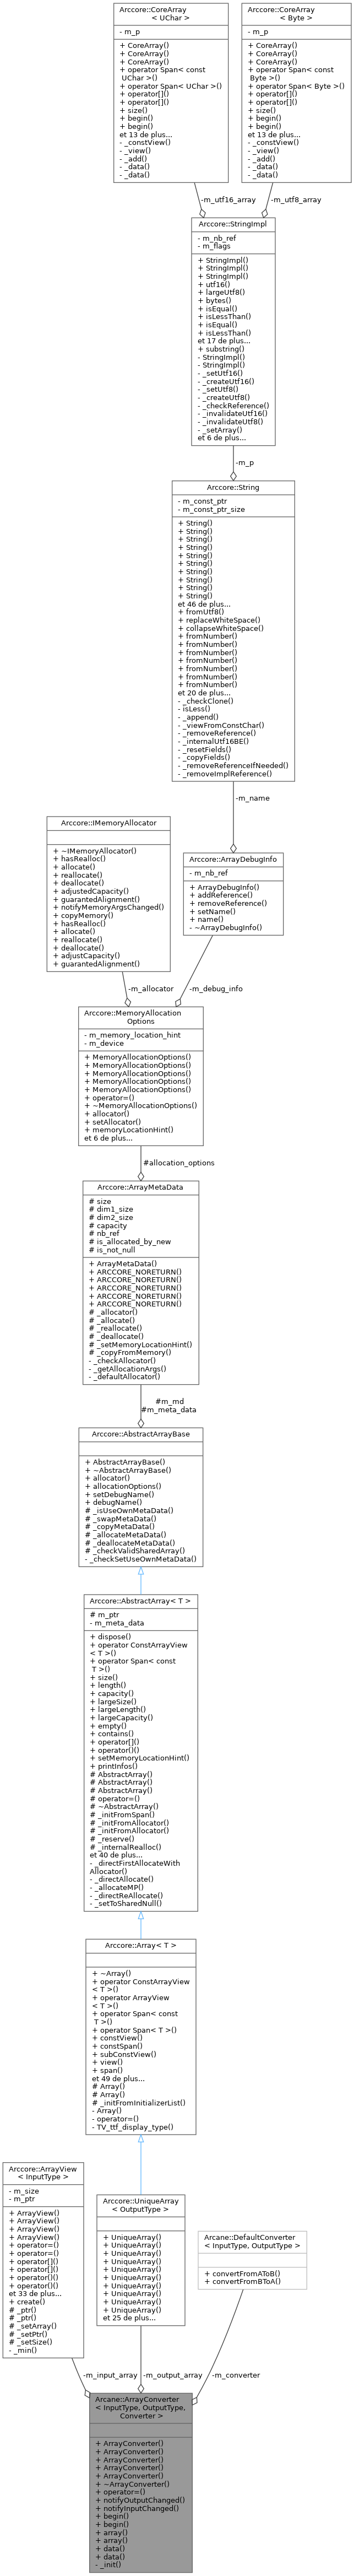 Arccore::CoreArray
< UChar >
- m_p
+ CoreArray()
+ CoreArray()
+ CoreArray()
+ operator Span< const
UChar >()
+ operator Span< UChar >()
+ operator[]()
+ operator[]()
+ size()
+ begin()
+ begin()
et 13 de plus...
- _constView()
- _view()
- _add()
- _data()
- _data()
Arccore::CoreArray
< Byte >
- m_p
+ CoreArray()
+ CoreArray()
+ CoreArray()
+ operator Span< const
Byte >()
+ operator Span< Byte >()
+ operator[]()
+ operator[]()
+ size()
+ begin()
+ begin()
et 13 de plus...
- _constView()
- _view()
- _add()
- _data()
- _data()
-m_utf16_array
-m_utf8_array
Arccore::StringImpl
- m_nb_ref
- m_flags
+ StringImpl()
+ StringImpl()
+ StringImpl()
+ utf16()
+ largeUtf8()
+ bytes()
+ isEqual()
+ isLessThan()
+ isEqual()
+ isLessThan()
et 17 de plus...
+ substring()
- StringImpl()
- StringImpl()
- _setUtf16()
- _createUtf16()
- _setUtf8()
- _createUtf8()
- _checkReference()
- _invalidateUtf16()
- _invalidateUtf8()
- _setArray()
et 6 de plus...
-m_p
Arccore::String
- m_const_ptr
- m_const_ptr_size
+ String()
+ String()
+ String()
+ String()
+ String()
+ String()
+ String()
+ String()
+ String()
+ String()
et 46 de plus...
+ fromUtf8()
+ replaceWhiteSpace()
+ collapseWhiteSpace()
+ fromNumber()
+ fromNumber()
+ fromNumber()
+ fromNumber()
+ fromNumber()
+ fromNumber()
+ fromNumber()
et 20 de plus...
- _checkClone()
- isLess()
- _append()
- _viewFromConstChar()
- _removeReference()
- _internalUtf16BE()
- _resetFields()
- _copyFields()
- _removeReferenceIfNeeded()
- _removeImplReference()
-m_name
Arccore::IMemoryAllocator
+ ~IMemoryAllocator()
+ hasRealloc()
+ allocate()
+ reallocate()
+ deallocate()
+ adjustedCapacity()
+ guarantedAlignment()
+ notifyMemoryArgsChanged()
+ copyMemory()
+ hasRealloc()
+ allocate()
+ reallocate()
+ deallocate()
+ adjustCapacity()
+ guarantedAlignment()
Arccore::ArrayDebugInfo
- m_nb_ref
+ ArrayDebugInfo()
+ addReference()
+ removeReference()
+ setName()
+ name()
- ~ArrayDebugInfo()
-m_allocator
-m_debug_info
Arccore::MemoryAllocation
Options
- m_memory_location_hint
- m_device
+ MemoryAllocationOptions()
+ MemoryAllocationOptions()
+ MemoryAllocationOptions()
+ MemoryAllocationOptions()
+ MemoryAllocationOptions()
+ operator=()
+ ~MemoryAllocationOptions()
+ allocator()
+ setAllocator()
+ memoryLocationHint()
et 6 de plus...
#allocation_options
Arccore::ArrayMetaData
# size
# dim1_size
# dim2_size
# capacity
# nb_ref
# is_allocated_by_new
# is_not_null
+ ArrayMetaData()
+ ARCCORE_NORETURN()
+ ARCCORE_NORETURN()
+ ARCCORE_NORETURN()
+ ARCCORE_NORETURN()
+ ARCCORE_NORETURN()
# _allocator()
# _allocate()
# _reallocate()
# _deallocate()
# _setMemoryLocationHint()
# _copyFromMemory()
- _checkAllocator()
- _getAllocationArgs()
- _defaultAllocator()
#m_md
#m_meta_data
Arccore::AbstractArrayBase
+ AbstractArrayBase()
+ ~AbstractArrayBase()
+ allocator()
+ allocationOptions()
+ setDebugName()
+ debugName()
# _isUseOwnMetaData()
# _swapMetaData()
# _copyMetaData()
# _allocateMetaData()
# _deallocateMetaData()
# _checkValidSharedArray()
- _checkSetUseOwnMetaData()
Arccore::AbstractArray< T >
# m_ptr
- m_meta_data
+ dispose()
+ operator ConstArrayView
< T >()
+ operator Span< const
T >()
+ size()
+ length()
+ capacity()
+ largeSize()
+ largeLength()
+ largeCapacity()
+ empty()
+ contains()
+ operator[]()
+ operator()()
+ setMemoryLocationHint()
+ printInfos()
# AbstractArray()
# AbstractArray()
# AbstractArray()
# operator=()
# ~AbstractArray()
# _initFromSpan()
# _initFromAllocator()
# _initFromAllocator()
# _reserve()
# _internalRealloc()
et 40 de plus...
- _directFirstAllocateWith
Allocator()
- _directAllocate()
- _allocateMP()
- _directReAllocate()
- _setToSharedNull()
Arccore::Array< T >
+ ~Array()
+ operator ConstArrayView
< T >()
+ operator ArrayView
< T >()
+ operator Span< const
T >()
+ operator Span< T >()
+ constView()
+ constSpan()
+ subConstView()
+ view()
+ span()
et 49 de plus...
# Array()
# Array()
# _initFromInitializerList()
- Array()
- operator=()
- TV_ttf_display_type()
Arccore::ArrayView
< InputType >
- m_size
- m_ptr
+ ArrayView()
+ ArrayView()
+ ArrayView()
+ ArrayView()
+ operator=()
+ operator=()
+ operator[]()
+ operator[]()
+ operator()()
+ operator()()
et 33 de plus...
+ create()
# _ptr()
# _ptr()
# _setArray()
# _setPtr()
# _setSize()
- _min()
Arccore::UniqueArray
< OutputType >
+ UniqueArray()
+ UniqueArray()
+ UniqueArray()
+ UniqueArray()
+ UniqueArray()
+ UniqueArray()
+ UniqueArray()
+ UniqueArray()
+ UniqueArray()
+ UniqueArray()
et 25 de plus...
Arcane::DefaultConverter
< InputType, OutputType >
+ convertFromAToB()
+ convertFromBToA()
-m_input_array
-m_output_array
-m_converter
Arcane::ArrayConverter
< InputType, OutputType,
Converter >
+ ArrayConverter()
+ ArrayConverter()
+ ArrayConverter()
+ ArrayConverter()
+ ArrayConverter()
+ ~ArrayConverter()
+ operator=()
+ notifyOutputChanged()
+ notifyInputChanged()
+ begin()
+ begin()
+ array()
+ array()
+ data()
+ data()
- _init()